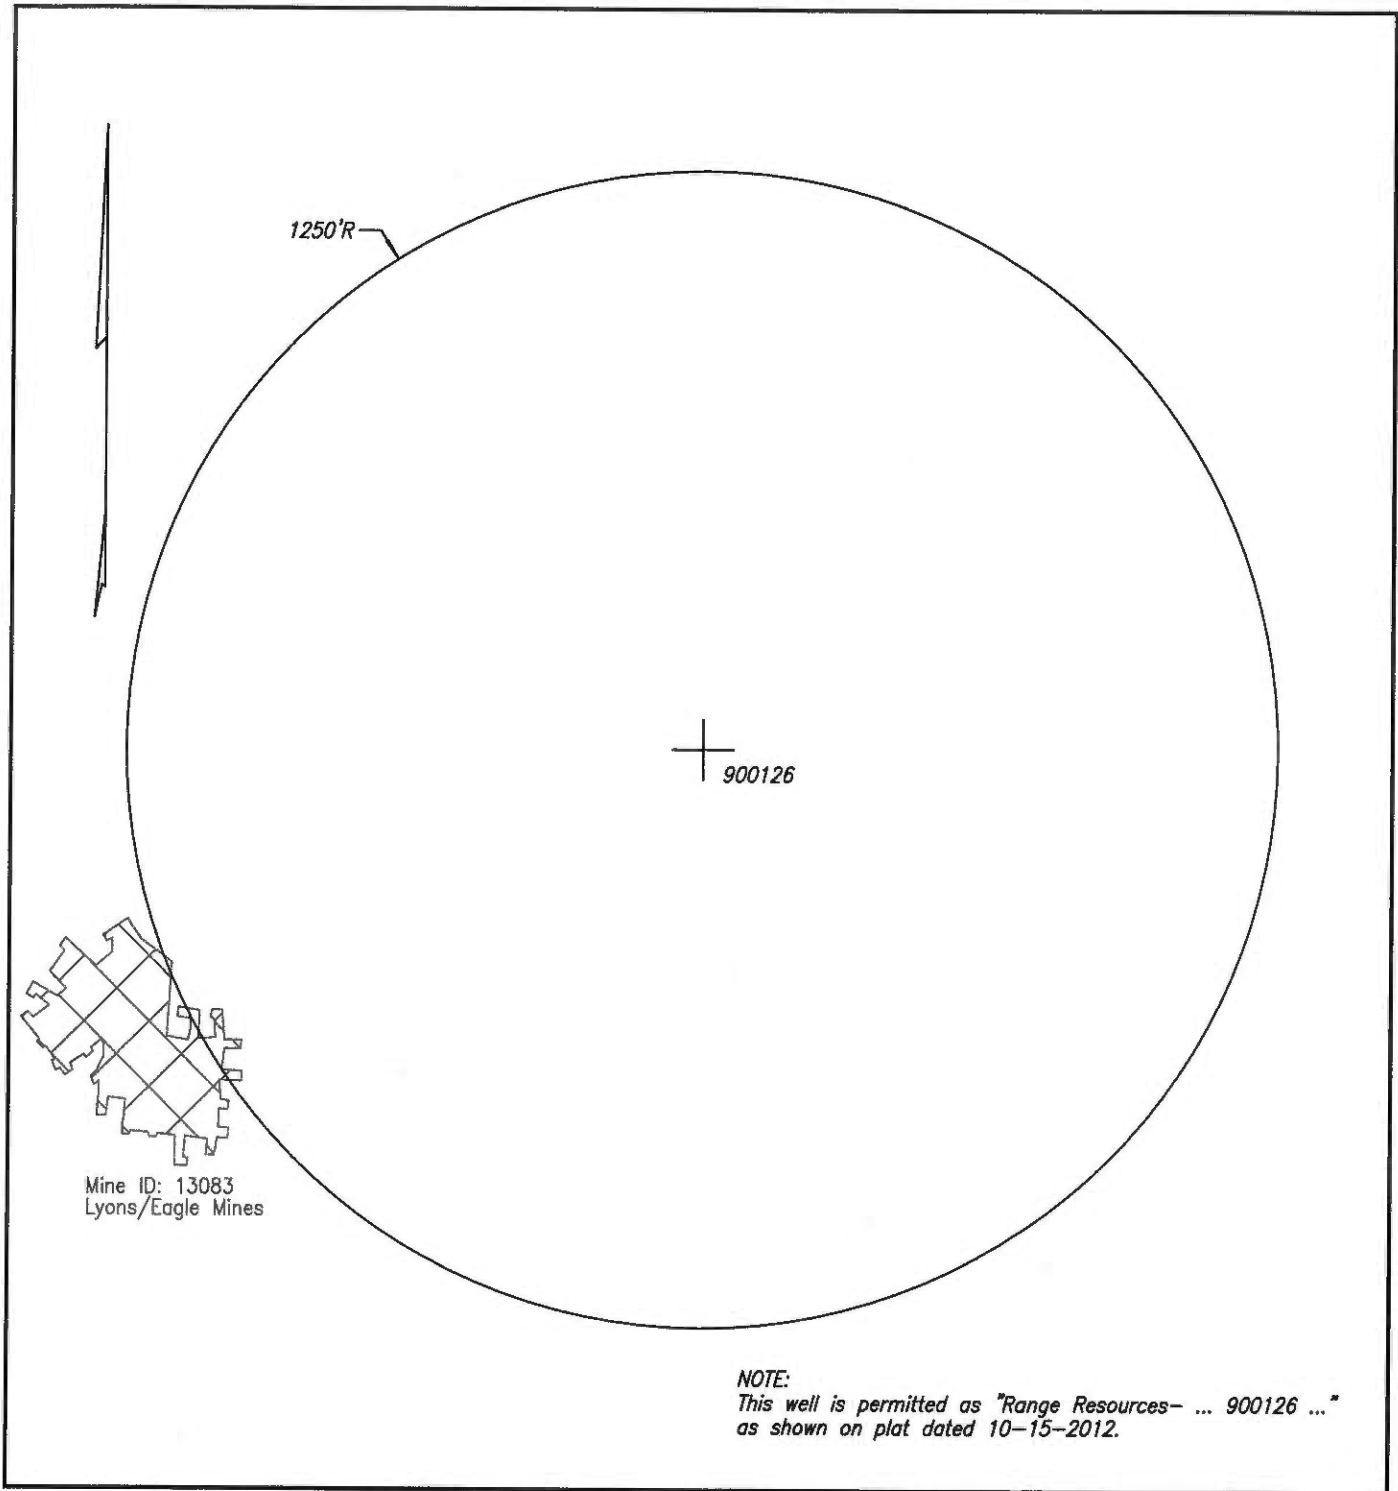 1250'R
900126
Mine ID: 13083
Lyons/Eagle Mines
NOTE:
This well is permitted as "Range Resources- ... 900126 ..."
as shown on plat dated 10-15-2012.